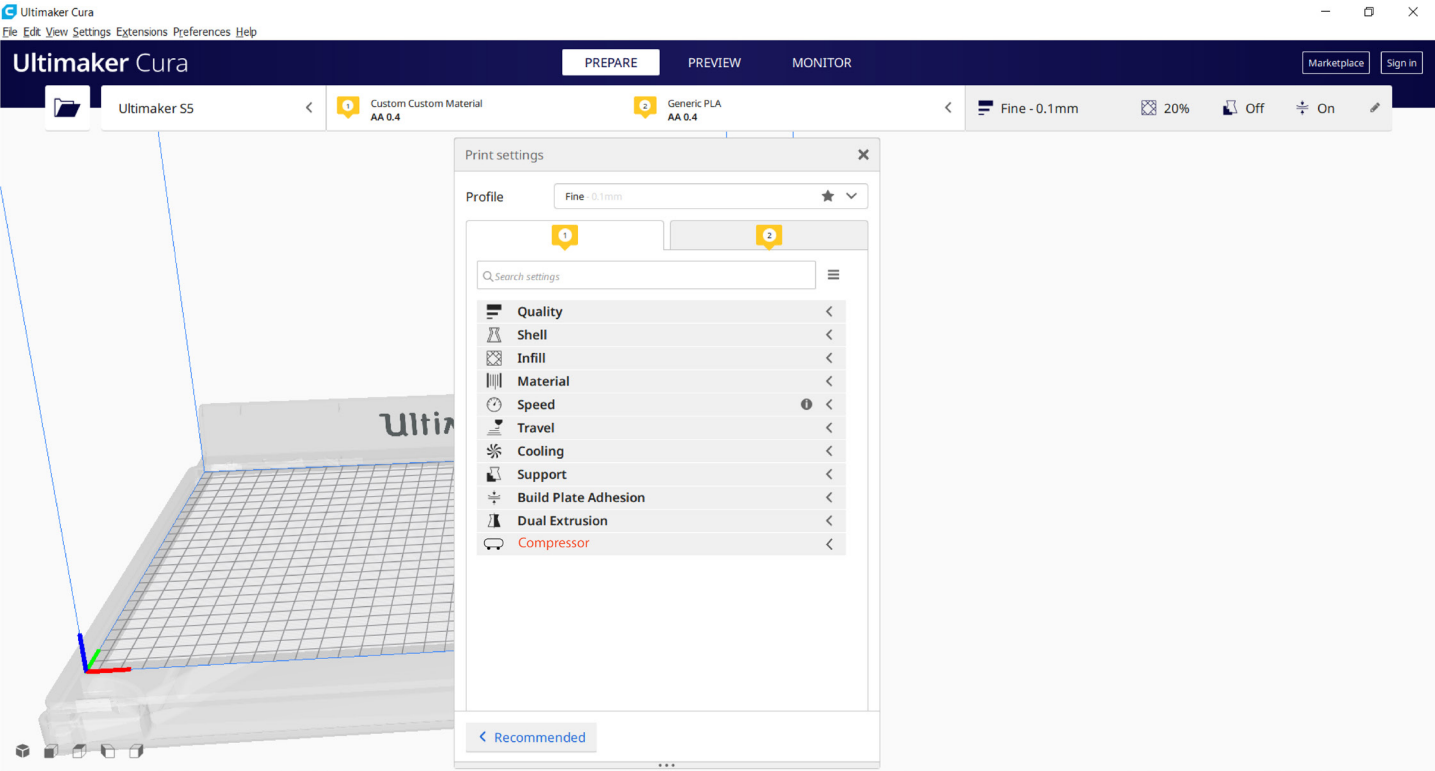 Ultimaker Cura
File Edit View Settings Extensions Preferences Help
Ultimaker Cura
PREPARE
PREVIEW
MONITOR
Marketplace
Sign in
Ultimaker S5
1
Custom Custom Material
AA 0.4
2
Generic PLA
AA 0.4
Fine - 0.1mm
20%
Off
On
Print settings
Profile
Fine - 0.1mm
1
2
Search settings
Quality
Shell
Infill
Material
Speed
Travel
Cooling
Support
Build Plate Adhesion
Dual Extrusion
Compressor
Recommended